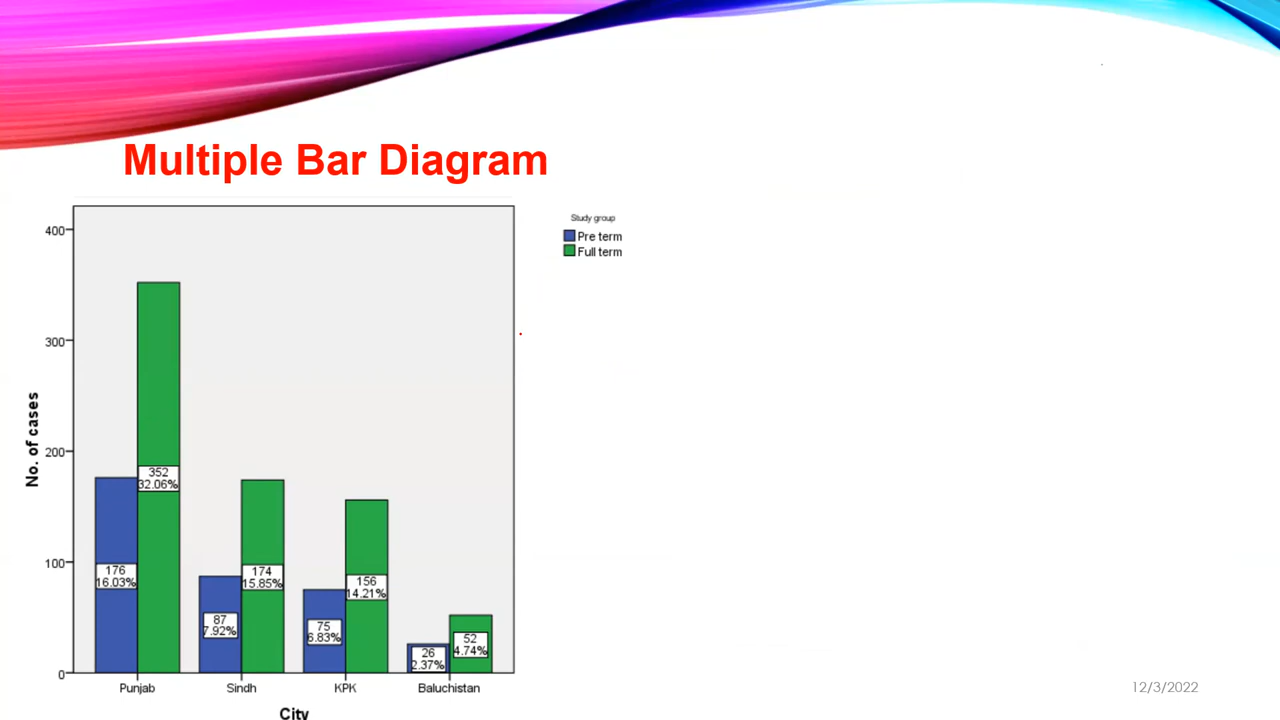 Multiple Bar Diagram
Study group
Pre term
Full term
No. of cases
400
300
200
100
0
176
16.03%
352
32.06%
87
7.92%
174
15.85%
75
6.83%
156
14.21%
26
2.37%
52
4.74%
Punjab
Sindh
KPK
Baluchistan
City
12/3/2022